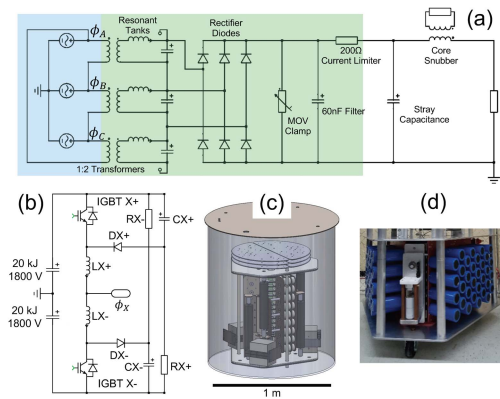 (a)
Resonant
Tanks
Rectifier
Diodes
ϕA
ϕB
ϕC
1:2 Transformers
MOV
Clamp
200Ω
Current Limiter
60nF Filter
Core
Snubber
Stray
Capacitance
(b)
IGBT X+
RX-
CX+
DX+
20 kJ
1800 V
LX+
ϕX
20 kJ
1800 V
LX-
DX-
CX-
RX+
IGBT X-
(c)
1 m
(d)